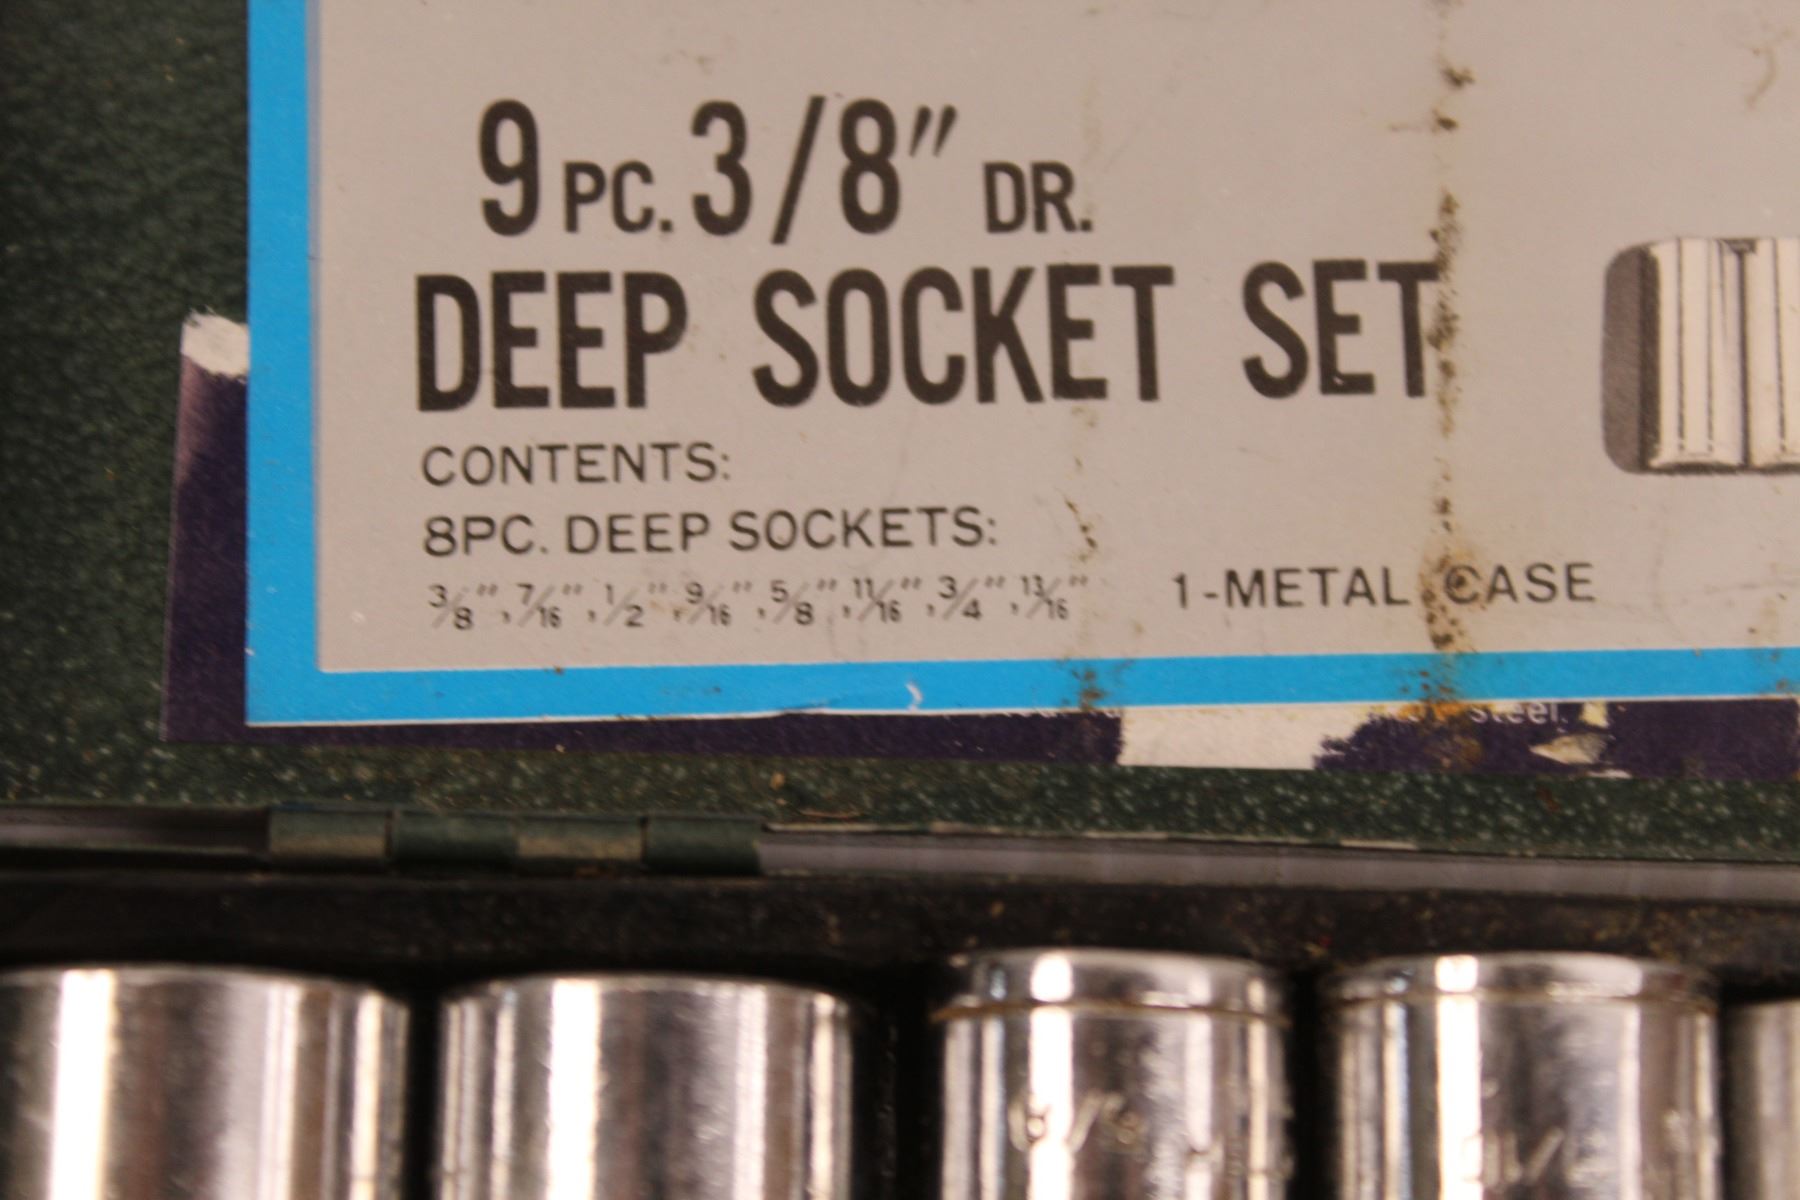 9 PC. 3/8" DR.
DEEP SOCKET SET
CONTENTS:
8PC. DEEP SOCKETS:
3/8", 7/16", 1/2", 9/16", 5/8", 11/16", 3/4", 13/16" 1-METAL CASE
steel.